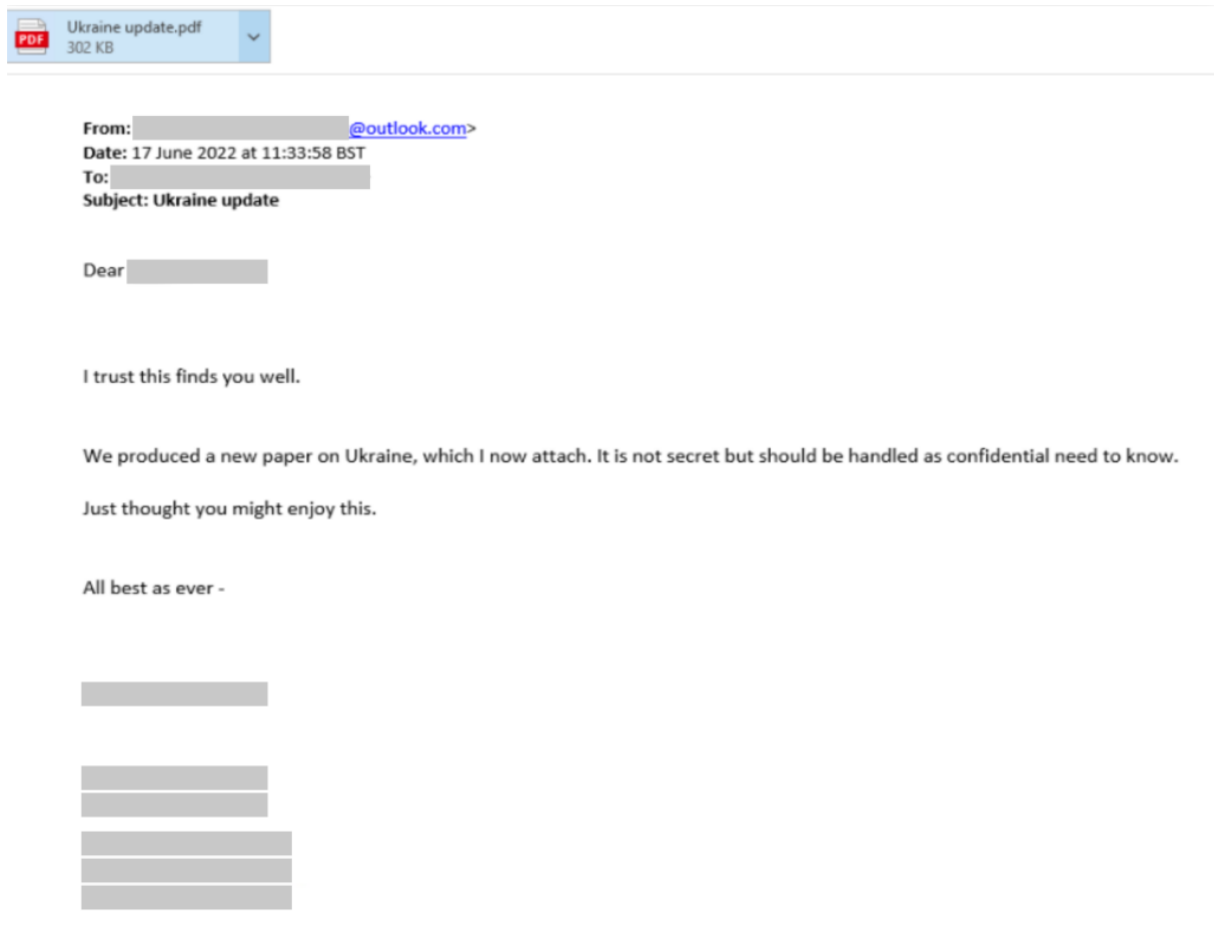 PDF
Ukraine update.pdf
302 KB
From: @outlook.com>
Date: 17 June 2022 at 11:33:58 BST
To:
Subject: Ukraine update
Dear
I trust this finds you well.
We produced a new paper on Ukraine, which I now attach. It is not secret but should be handled as confidential need to know.
Just thought you might enjoy this.
All best as ever -